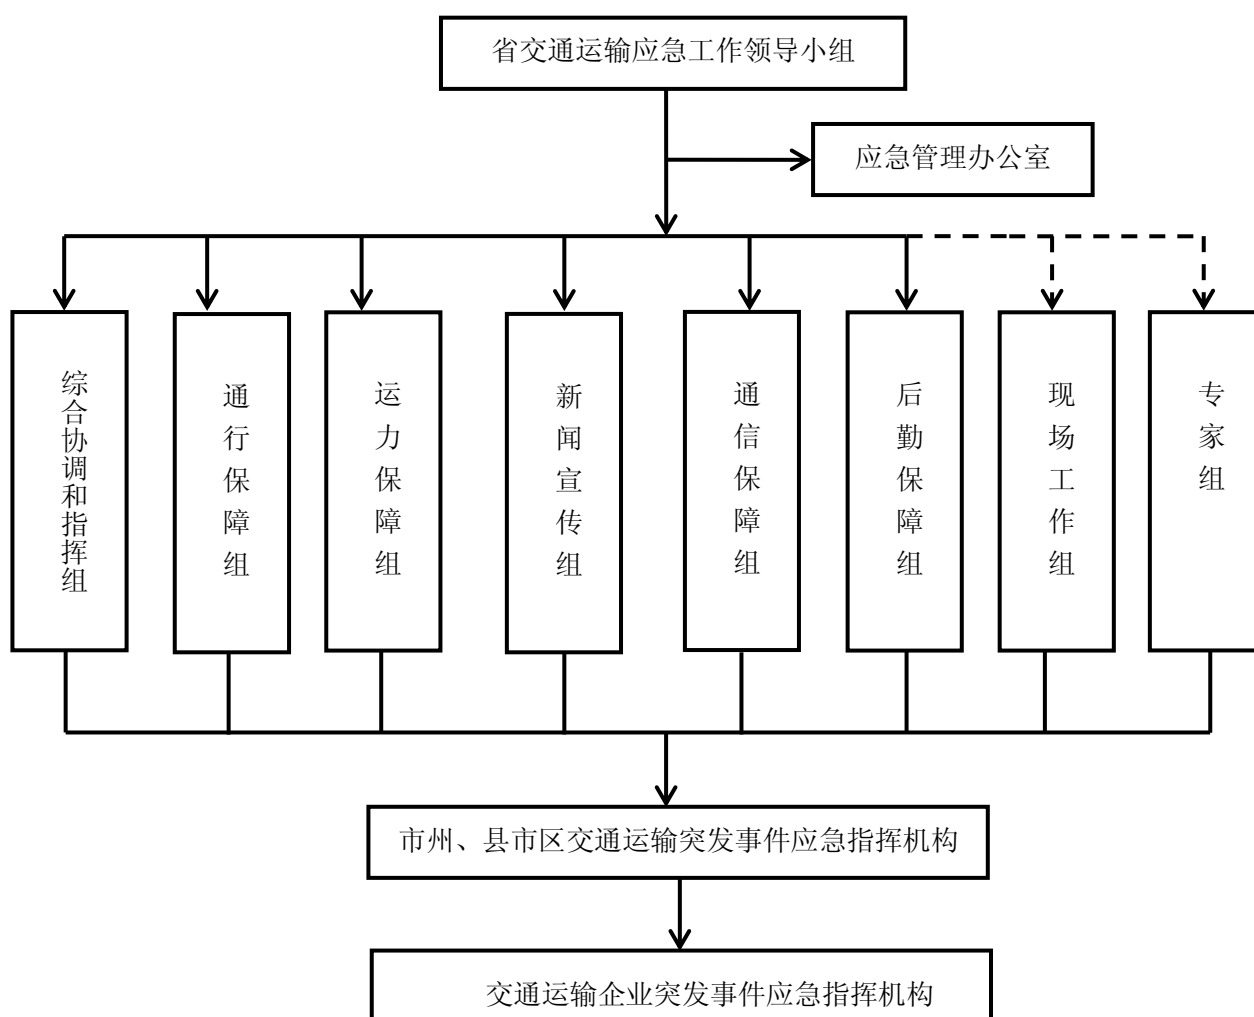 省交通运输应急工作领导小组
应急管理办公室
综合协调和指挥组
通行保障组
运力保障组
新闻宣传组
通信保障组
后勤保障组
现场工作组
专家组
市州、县市区交通运输突发事件应急指挥机构
交通运输企业突发事件应急指挥机构